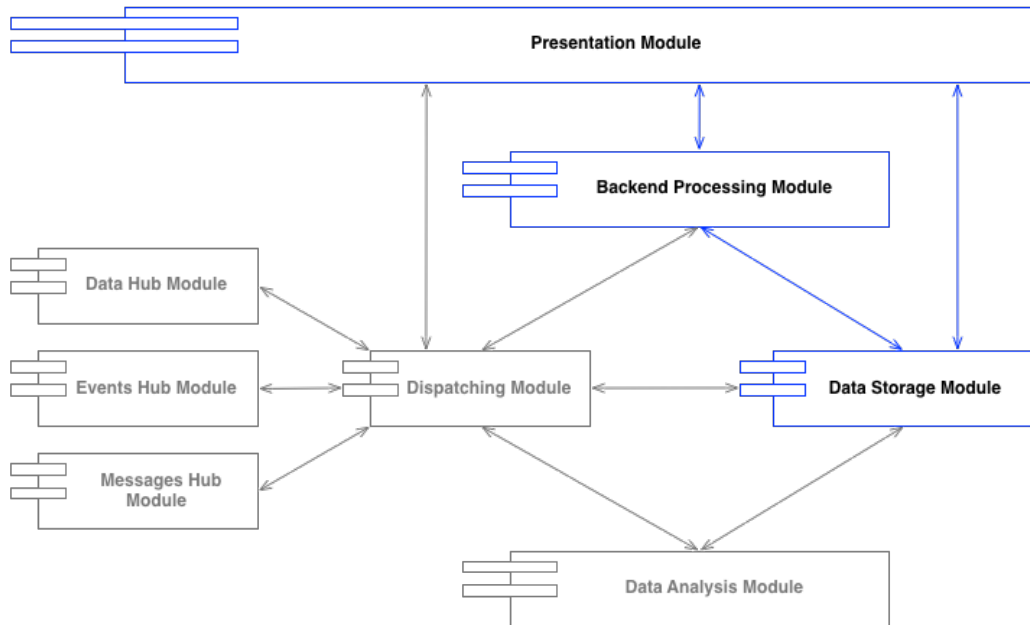 Presentation Module
Backend Processing Module
Data Hub Module
Events Hub Module
Dispatching Module
Data Storage Module
Messages Hub
Module
Data Analysis Module